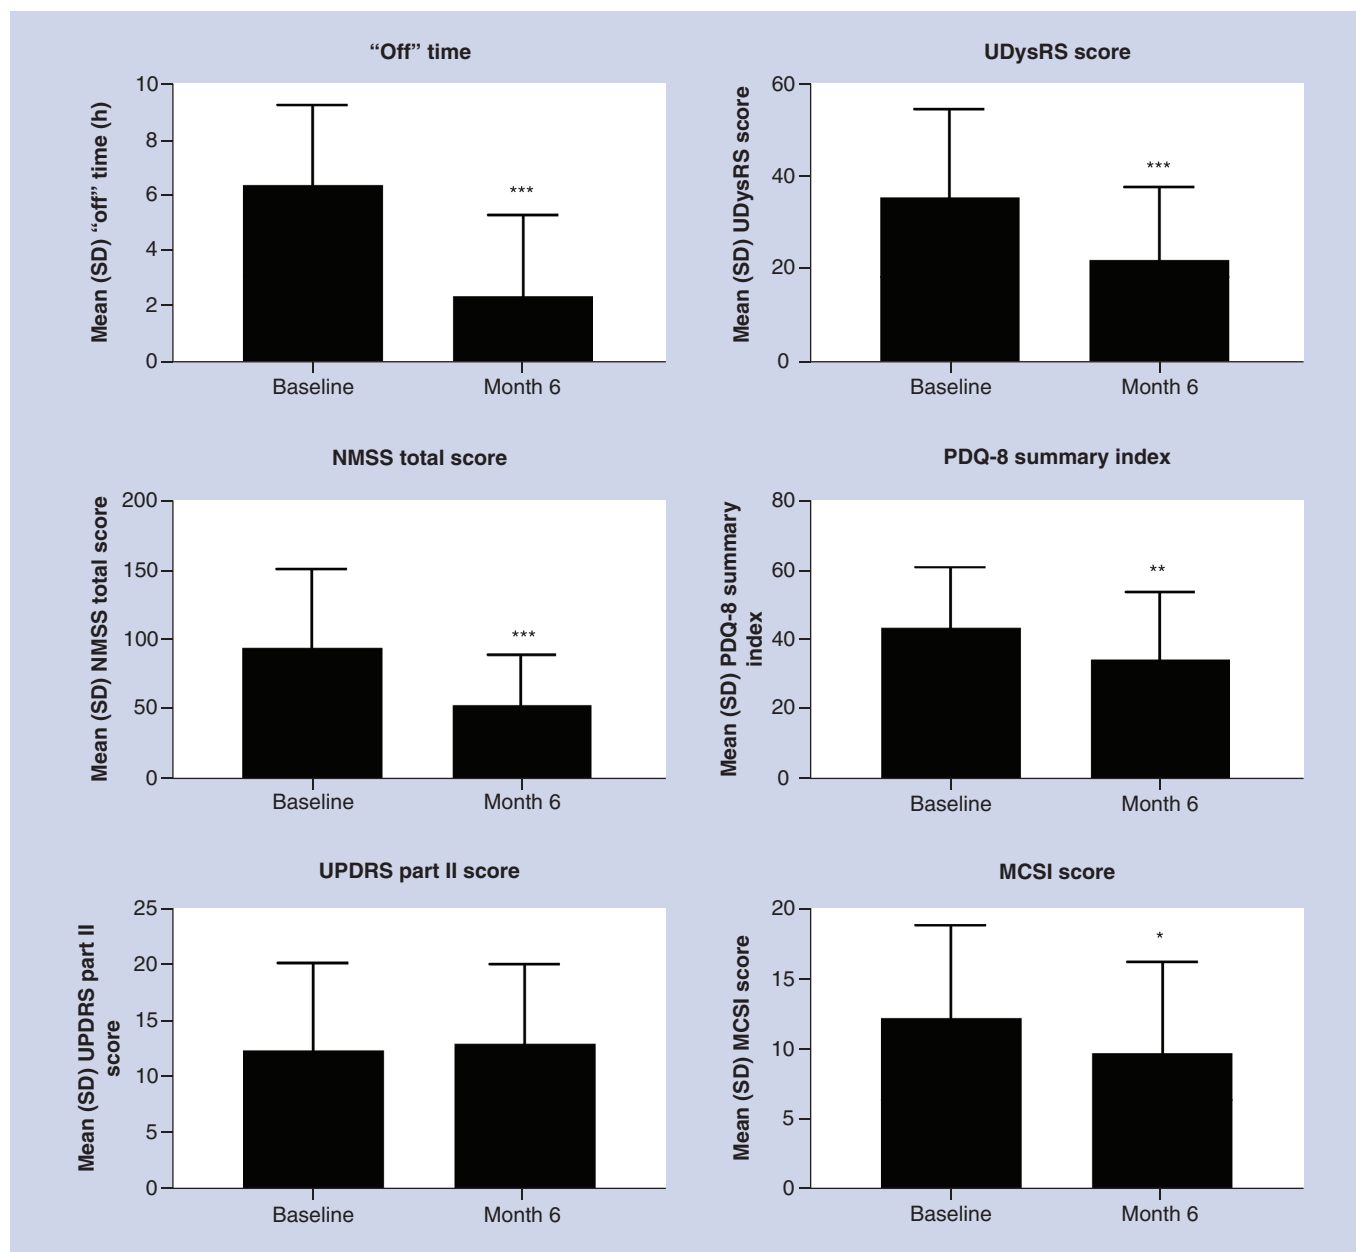 “Off” time
Mean (SD) “off” time (h)
10
8
6
4
2
0
***
Baseline
Month 6
UDysRS score
Mean (SD) UDysRS score
60
40
20
0
***
Baseline
Month 6
NMSS total score
Mean (SD) NMSS total score
200
150
100
50
0
***
Baseline
Month 6
PDQ-8 summary index
Mean (SD) PDQ-8 summary
index
80
60
40
20
0
**
Baseline
Month 6
UPDRS part II score
Mean (SD) UPDRS part II
score
25
20
15
10
5
0
Baseline
Month 6
MCSI score
Mean (SD) MCSI score
20
15
10
5
0
*
Baseline
Month 6